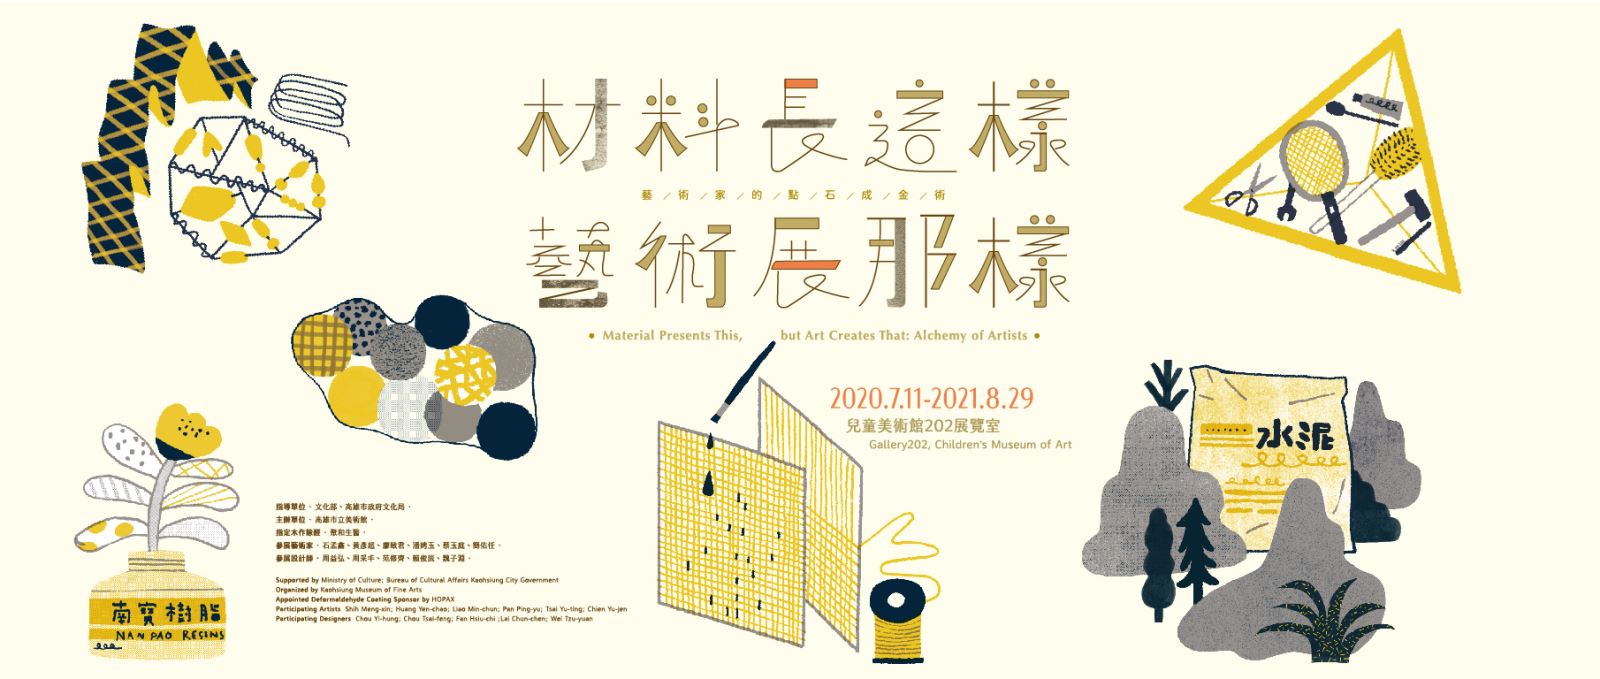 材料長這樣
藝/術/家/的/點/石/成/金/術
藝術展那樣
• Material Presents This, but Art Creates That: Alchemy of Artists •
2020.7.11-2021.8.29
兒童美術館202展覽室
Gallery202, Children's Museum of Art
水泥
南寶樹脂
NAN PAO RESINS
指導單位・文化部、高雄市政府文化局・
主辦單位・高雄市立美術館・
指定木作除醛・聚和生醫・
參展藝術家・石孟鑫、黃彥超、廖敏君、潘娉玉、蔡玉庭、簡佑任・
參展設計師・周益弘、周采丰、范修齊、賴俊辰、魏子淵・
Supported by Ministry of Culture; Bureau of Cultural Affairs Kaohsiung City Government
Organized by Kaohsiung Museum of Fine Arts
Appointed Deformaldehyde Coating Sponsor by HOPAX
Participating Artists Shih Meng-xin; Huang Yen-chao; Liao Min-chun; Pan Ping-yu; Tsai Yu-ting; Chien Yu-jen
Participating Designers Chou Yi-hung; Chou Tsai-feng; Fan Hsiu-chi ;Lai Chun-chen; Wei Tzu-yuan